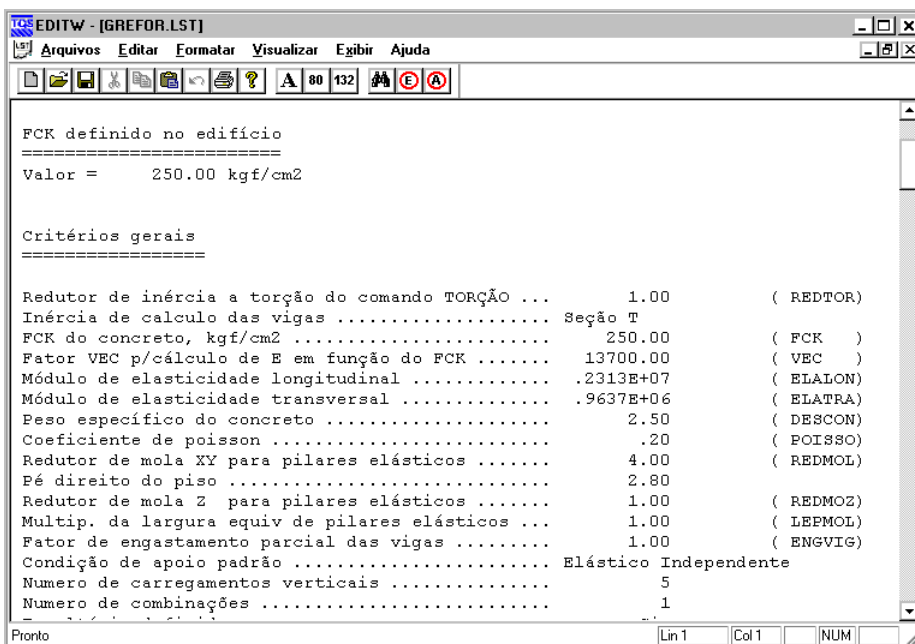 TQS EDITW - [GREFOR.LST]
LST Arquivos Editar Formatar Visualizar Exibir Ajuda
A 80 132 E A
FCK definido no edifício
========================
Valor = 250.00 kgf/cm2
Critérios gerais
=================
Redutor de inércia a torção do comando TORÇÃO ... 1.00 ( REDTOR)
Inércia de calculo das vigas .................... Seção T
FCK do concreto, kgf/cm2 ........................ 250.00 ( FCK )
Fator VEC p/cálculo de E em função do FCK ....... 13700.00 ( VEC )
Módulo de elasticidade longitudinal ............. .2313E+07 ( ELALON)
Módulo de elasticidade transversal .............. .9637E+06 ( ELATRA)
Peso específico do concreto ..................... 2.50 ( DESCON)
Coeficiente de poisson .......................... .20 ( POISSO)
Redutor de mola XY para pilares elásticos ....... 4.00 ( REDMOL)
Pé direito do piso .............................. 2.80
Redutor de mola Z para pilares elásticos ....... 1.00 ( REDMOZ)
Multip. da largura equiv de pilares elásticos ... 1.00 ( LEPMOL)
Fator de engastamento parcial das vigas ......... 1.00 ( ENGVIG)
Condição de apoio padrão ........................ Elástico Independente
Numero de carregamentos verticais ............... 5
Numero de combinações ........................... 1
Pronto Lin 1 Col 1 NUM